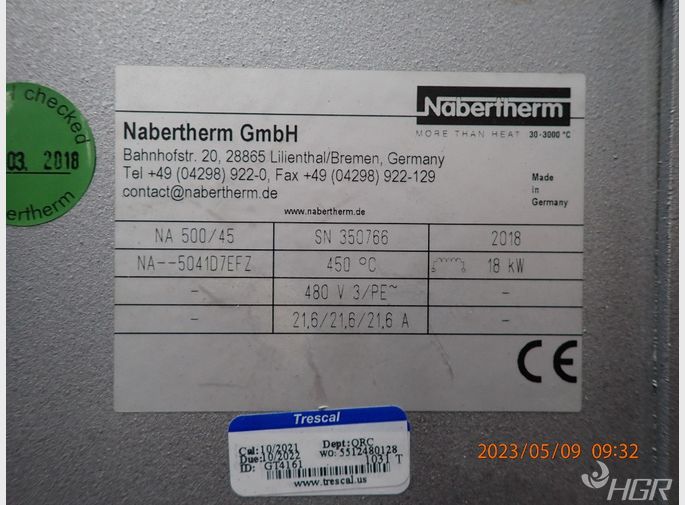 checked
03. 2018
bertherm
Nabertherm
MORE THAN HEAT 30-3000 °C
Nabertherm GmbH
Bahnhofstr. 20, 28865 Lilienthal/Bremen, Germany
Tel +49 (04298) 922-0, Fax +49 (04298) 922-129
contact@nabertherm.de
Made
in
Germany
www.nabertherm.de
NA 500/45 SN 350766 2018
NA--5041D7EFZ 450 °C 18 kW
- 480 V 3/PE~ -
- 21,6/21,6/21,6 A -
CE
Trescal
Cal:10/2021 Dept:QRC
Due:10/2022 WO:5512480128
ID: GT4161 1031 T
www.trescal.us
2023/05/09 09:32
HGR